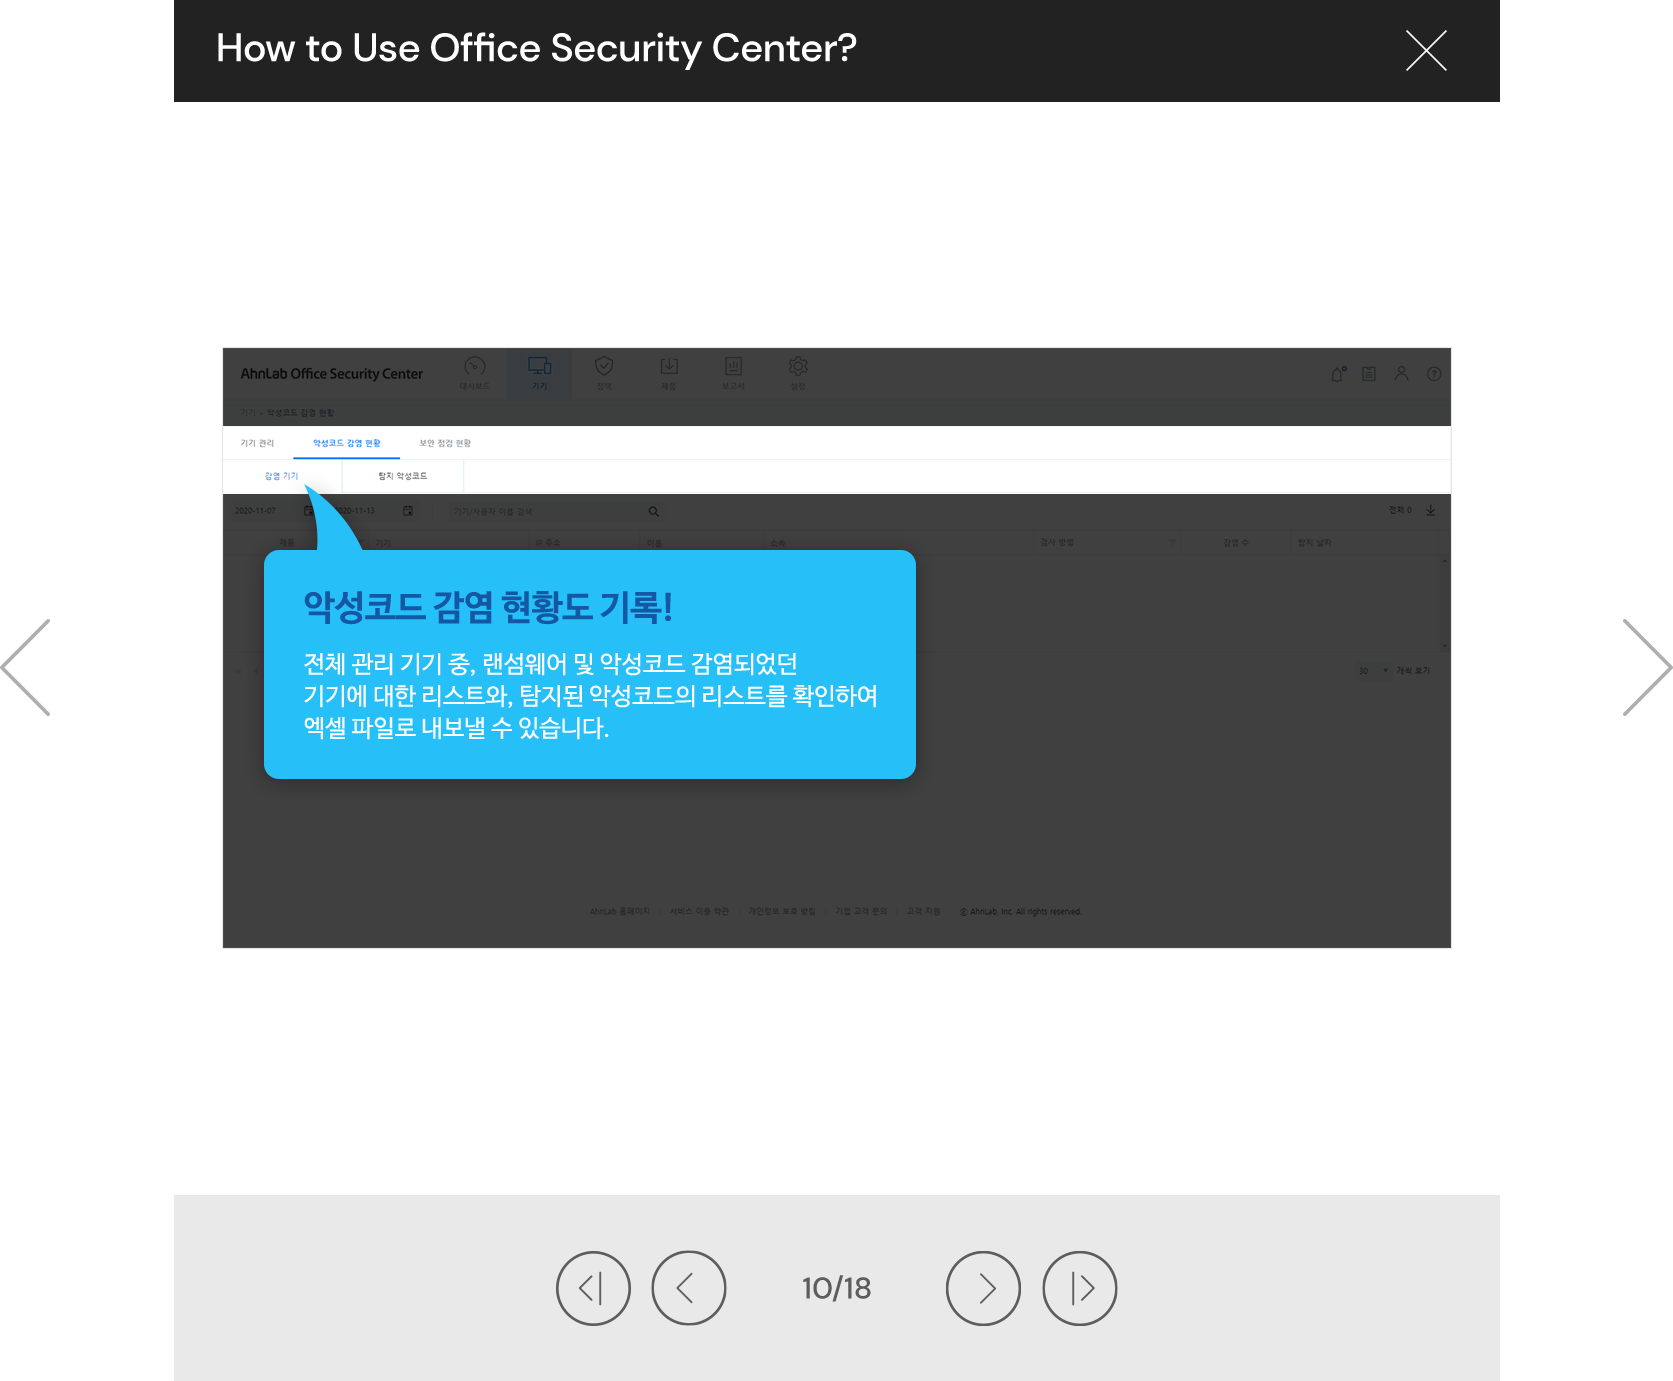 How to Use Office Security Center?
AhnLab Office Security Center
대시보드
기기
정책
제품
보고서
설정
기기 > 악성코드 감염 현황
기기 관리
악성코드 감염 현황
보안 점검 현황
감염 기기
탐지 악성코드
2020-11-07
2020-11-13
기기/사용자 이름 검색
전체 0
제품
기기
IP 주소
이름
소속
검사 방법
감염 수
탐지 날짜
악성코드 감염 현황도 기록!
전체 관리 기기 중, 랜섬웨어 및 악성코드 감염되었던
기기에 대한 리스트와, 탐지된 악성코드의 리스트를 확인하여
엑셀 파일로 내보낼 수 있습니다.
30
개씩 보기
AhnLab 홈페이지
서비스 이용 약관
개인정보 보호 방침
기업 고객 문의
고객 지원
© AhnLab, Inc. All rights reserved.
10/18